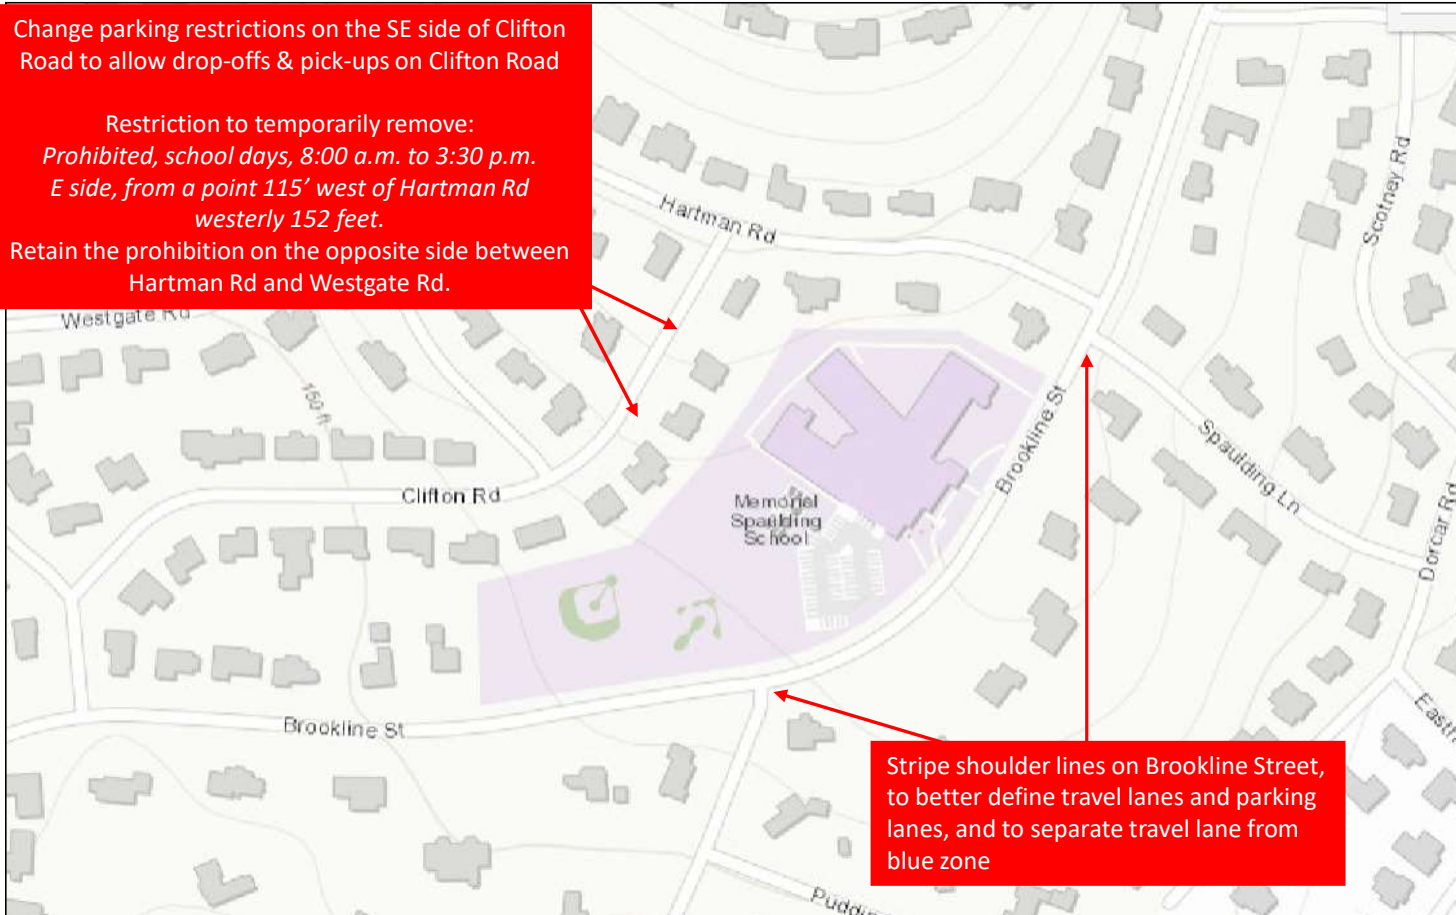 Change parking restrictions on the SE side of Clifton
Road to allow drop-offs & pick-ups on Clifton Road
Restriction to temporarily remove:
Prohibited, school days, 8:00 a.m. to 3:30 p.m.
E side, from a point 115’ west of Hartman Rd
westerly 152 feet.
Retain the prohibition on the opposite side between
Hartman Rd and Westgate Rd.
Westgate Rd
Hartman Rd
Scotney Rd
150 ft
Clifton Rd
Memorial
Spaulding
School
Brookline St
Spaulding Ln
Dorcar Rd
Brookline St
Stripe shoulder lines on Brookline Street,
to better define travel lanes and parking
lanes, and to separate travel lane from
blue zone